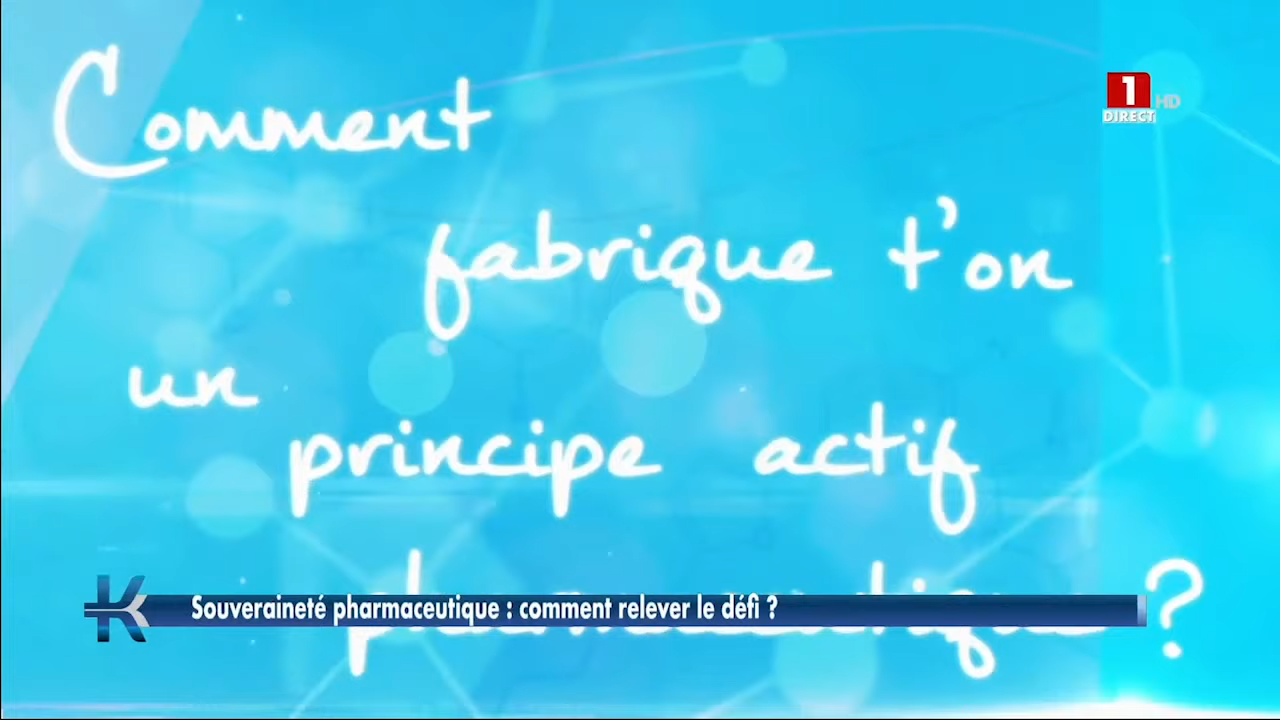 Comment
1 HD
DIRECT
fabrique t'on
un
principe actif
?
K Souveraineté pharmaceutique : comment relever le défi ?